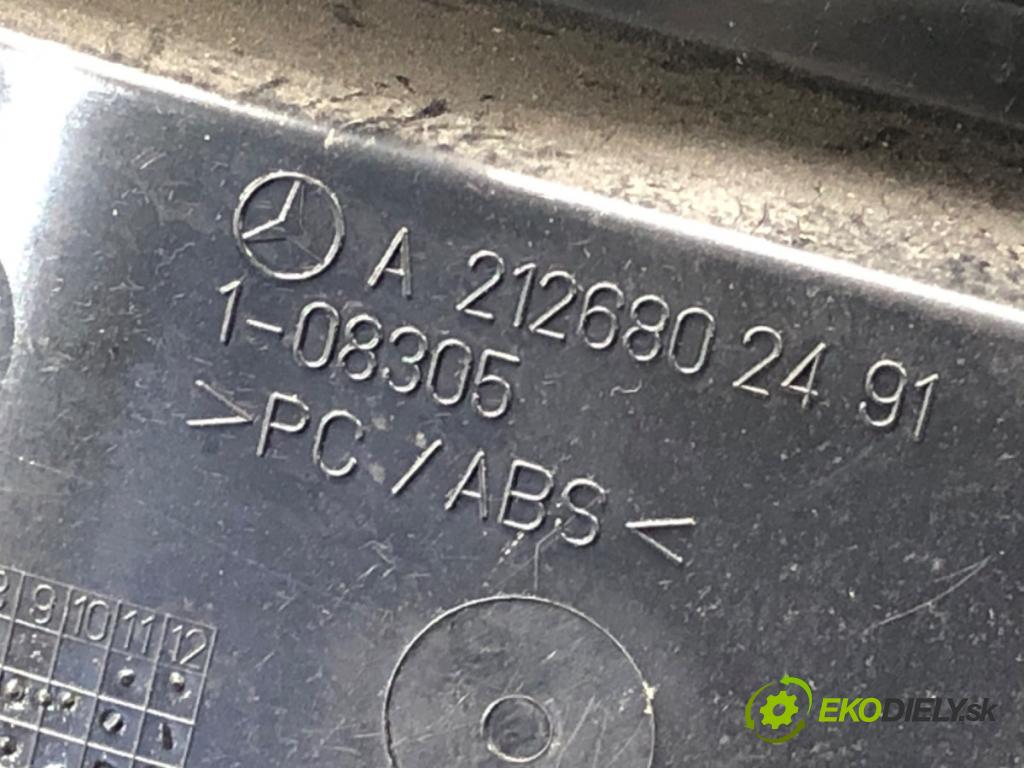 A 212680 24 91
1-08305
>PC/ABS<
9 10 11 12
EKODIELY.sk